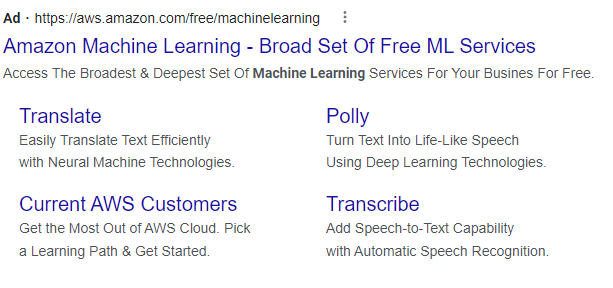 Ad · https://aws.amazon.com/free/machinelearning
Amazon Machine Learning - Broad Set Of Free ML Services
Access The Broadest & Deepest Set Of Machine Learning Services For Your Busines For Free.
Translate
Easily Translate Text Efficiently
with Neural Machine Technologies.
Polly
Turn Text Into Life-Like Speech
Using Deep Learning Technologies.
Current AWS Customers
Get the Most Out of AWS Cloud. Pick
a Learning Path & Get Started.
Transcribe
Add Speech-to-Text Capability
with Automatic Speech Recognition.